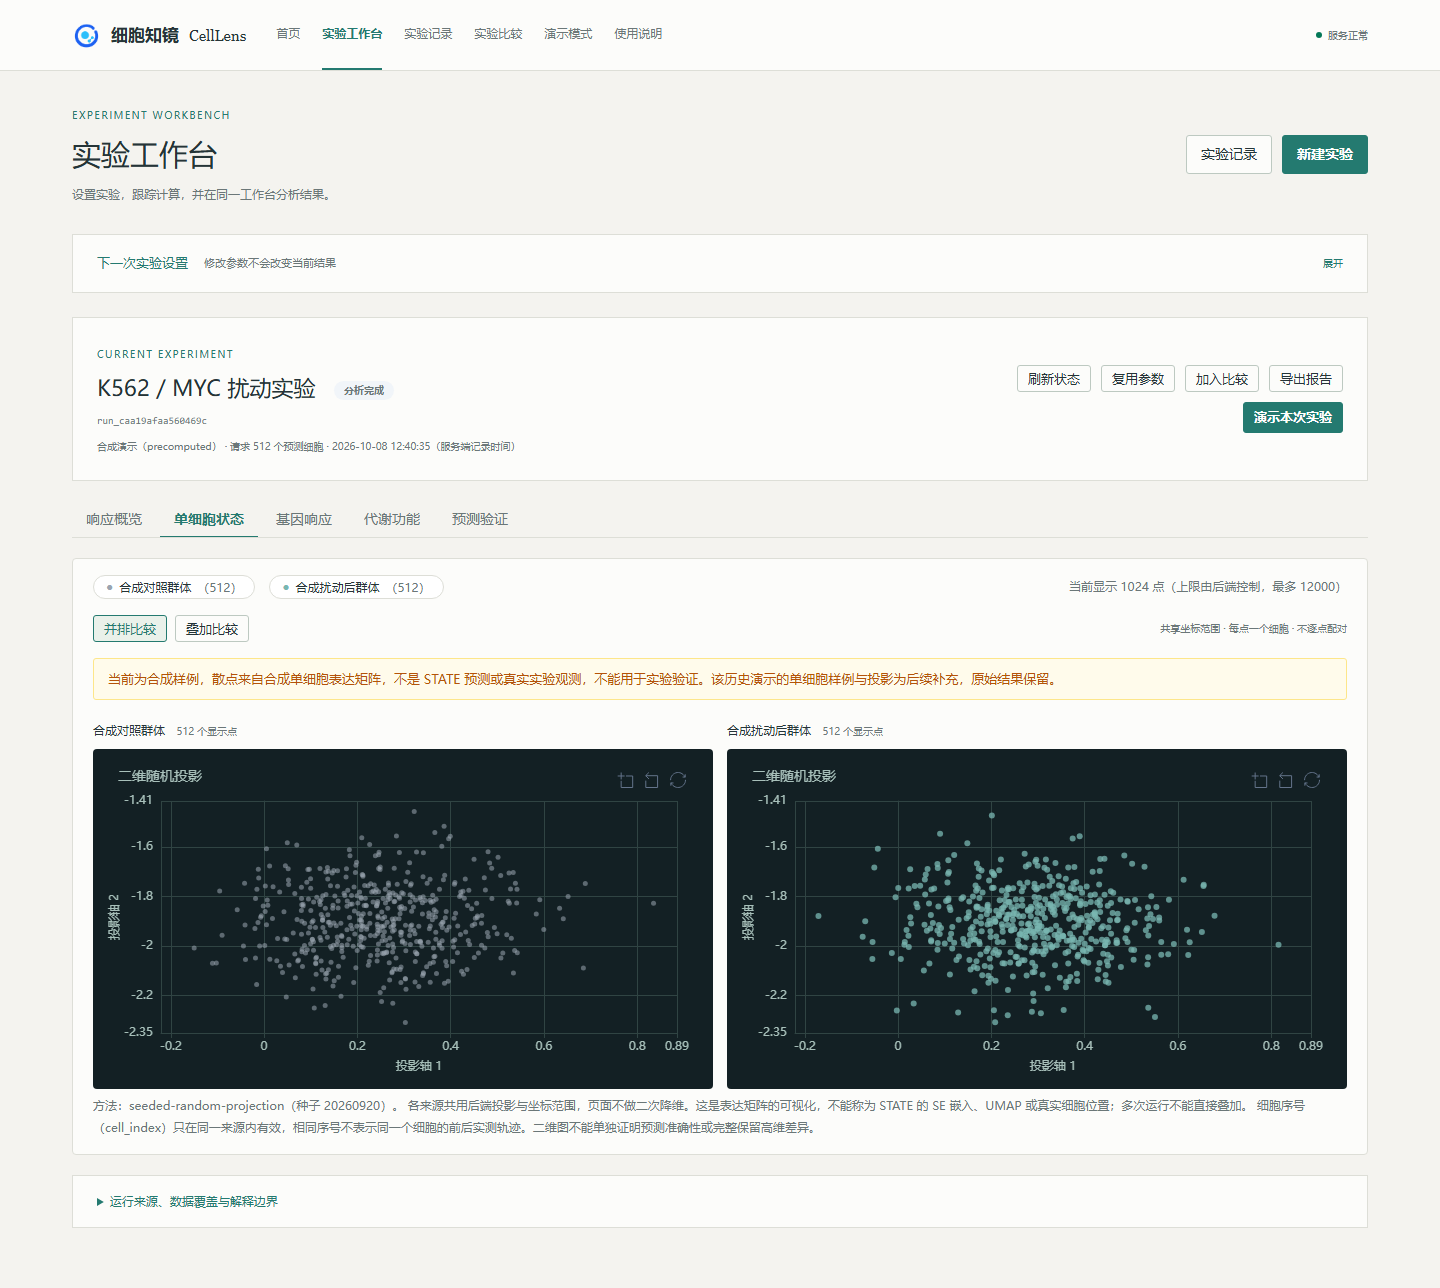 细胞知镜 CellLens 首页 实验工作台 实验记录 实验比较 演示模式 使用说明 服务正常
EXPERIMENT WORKBENCH
实验工作台
设置实验，跟踪计算，并在同一工作台分析结果。
实验记录 新建实验
下一次实验设置 修改参数不会改变当前结果 展开
CURRENT EXPERIMENT
K562 / MYC 扰动实验 分析完成
run_caa19afaa560469c
合成演示（precomputed） · 请求 512 个预测细胞 · 2026-10-08 12:40:35（服务端记录时间）
刷新状态 复用参数 加入比较 导出报告
演示本次实验
响应概览 单细胞状态 基因响应 代谢功能 预测验证
合成对照群体 （512） 合成扰动后群体 （512） 当前显示 1024 点（上限由后端控制，最多 12000）
并排比较 叠加比较 共享坐标范围 · 每点一个细胞 · 不逐点配对
当前为合成样例，散点来自合成单细胞表达矩阵，不是 STATE 预测或真实实验观测，不能用于实验验证。该历史演示的单细胞样例与投影为后续补充，原始结果保留。
合成对照群体 512 个显示点
二维随机投影
-1.41
-1.6
-1.8
-2
-2.2
-2.35
投影轴 2
-0.2 0 0.2 0.4 0.6 0.8 0.89
投影轴 1
合成扰动后群体 512 个显示点
二维随机投影
-1.41
-1.6
-1.8
-2
-2.2
-2.35
投影轴 2
-0.2 0 0.2 0.4 0.6 0.8 0.89
投影轴 1
方法：seeded-random-projection（种子 20260920）。 各来源共用后端投影与坐标范围，页面不做二次降维。这是表达矩阵的可视化，不能称为 STATE 的 SE 嵌入、UMAP 或真实细胞位置；多次运行不能直接叠加。 细胞序号
（cell_index）只在同一来源内有效，相同序号不表示同一个细胞的前后实测轨迹。二维图不能单独证明预测准确性或完整保留高维差异。
运行来源、数据覆盖与解释边界